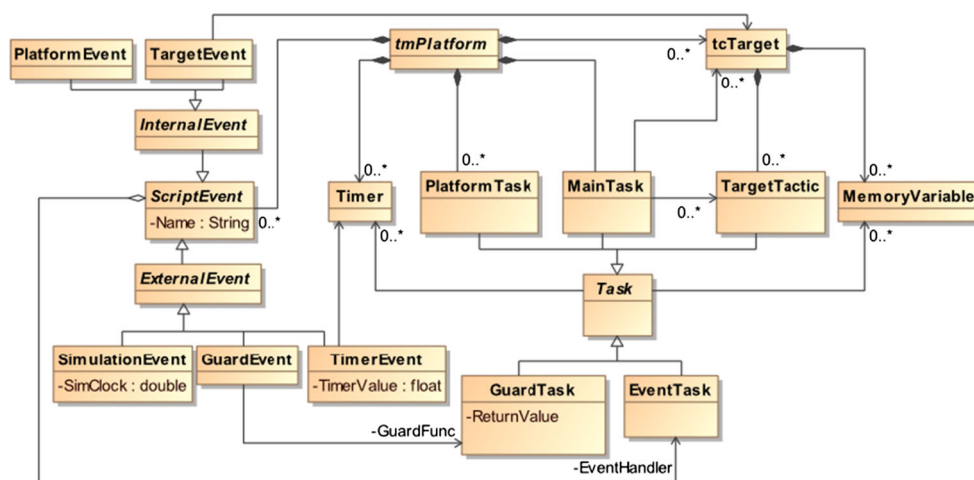 PlatformEvent
TargetEvent
tmPlatform
tcTarget
0..*
0..*
InternalEvent
0..*
0..*
0..*
0..*
ScriptEvent
-Name : String
0..*
Timer
PlatformTask
MainTask
TargetTactic
MemoryVariable
0..*
0..*
0..*
ExternalEvent
Task
SimulationEvent
-SimClock : double
GuardEvent
TimerEvent
-TimerValue : float
GuardTask
-ReturnValue
EventTask
-GuardFunc
-EventHandler